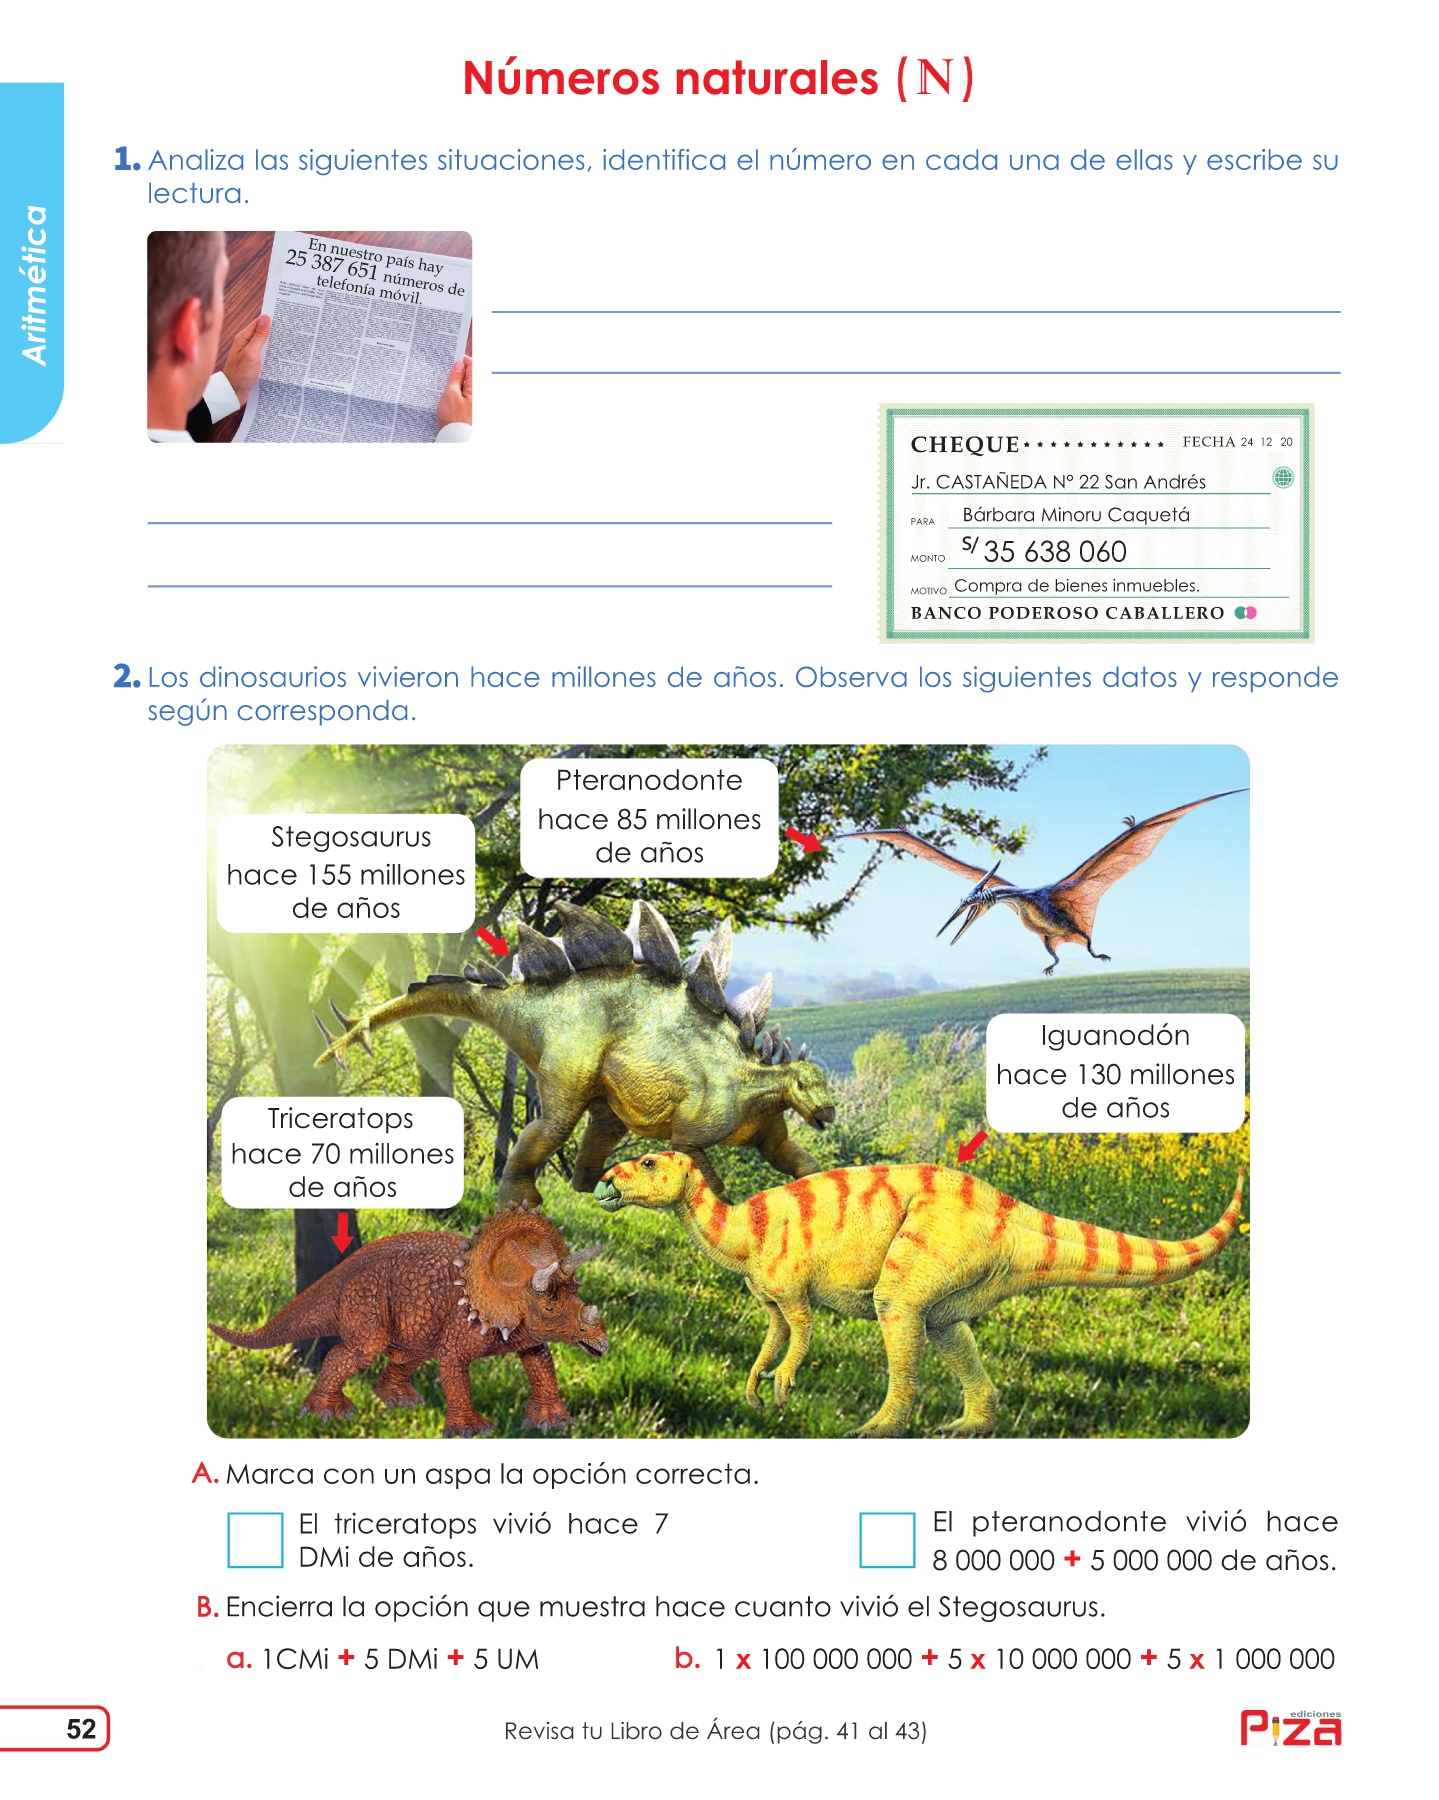 Números naturales (N)
Aritmética
1. Analiza las siguientes situaciones, identifica el número en cada una de ellas y escribe su
lectura.
En nuestro país hay
25 387 651 números de
telefonía móvil.
CHEQUE*********** FECHA 24 12 20
Jr. CASTAÑEDA N° 22 San Andrés
PARA Bárbara Minoru Caquetá
MONTO S/ 35 638 060
MOTIVO Compra de bienes inmuebles.
BANCO PODEROSO CABALLERO
2. Los dinosaurios vivieron hace millones de años. Observa los siguientes datos y responde
según corresponda.
Pteranodonte
hace 85 millones
de años
Stegosaurus
hace 155 millones
de años
Iguanodón
hace 130 millones
de años
Triceratops
hace 70 millones
de años
A. Marca con un aspa la opción correcta.
El triceratops vivió hace 7
DMi de años.
El pteranodonte vivió hace
8 000 000 + 5 000 000 de años.
B. Encierra la opción que muestra hace cuanto vivió el Stegosaurus.
a. 1CMi + 5 DMi + 5 UM
b. 1 x 100 000 000 + 5 x 10 000 000 + 5 x 1 000 000
52
Revisa tu Libro de Área (pág. 41 al 43)
ediciones
Piza